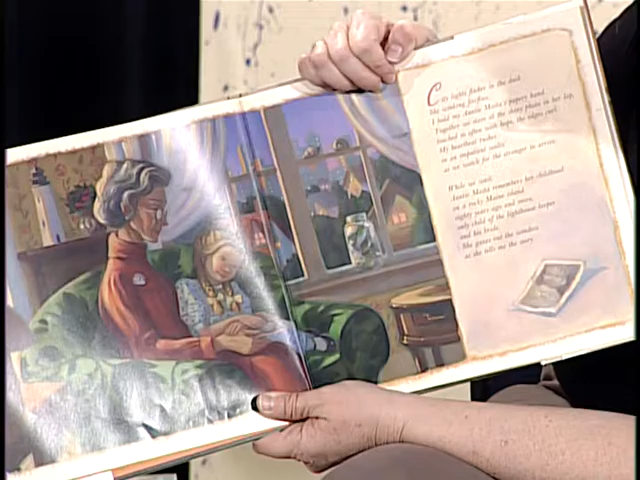 City lights flicker in the dusk
like winking fireflies.
I hold my Auntie Maita's papery hand.
Together we stare at the shiny photo in her lap,
touched so often with hope, the edges curl.
My heartbeat rushes
as we watch for the stranger to arrive.
While we wait,
Auntie Maita remembers her childhood
on a rocky Maine island
eighty years ago and more,
only child of the lighthouse keeper
and his bride.
She gazes out the window
as she tells me the story.